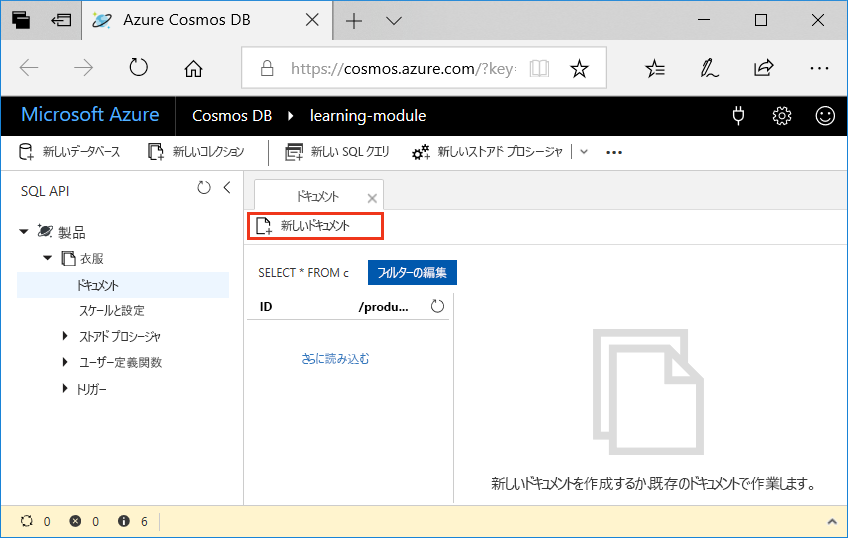 Azure Cosmos DB
https://cosmos.azure.com/?key=
Microsoft Azure Cosmos DB learning-module
新しいデータベース 新しいコレクション 新しい SQL クエリ 新しいストアド プロシージャ
SQL API
ドキュメント
新しいドキュメント
製品
衣服
ドキュメント
スケールと設定
ストアド プロシージャ
ユーザー定義関数
トリガー
SELECT * FROM c フィルターの編集
ID /produ...
さらに読み込む
新しいドキュメントを作成するか、既存のドキュメントで作業します。
0 0 6